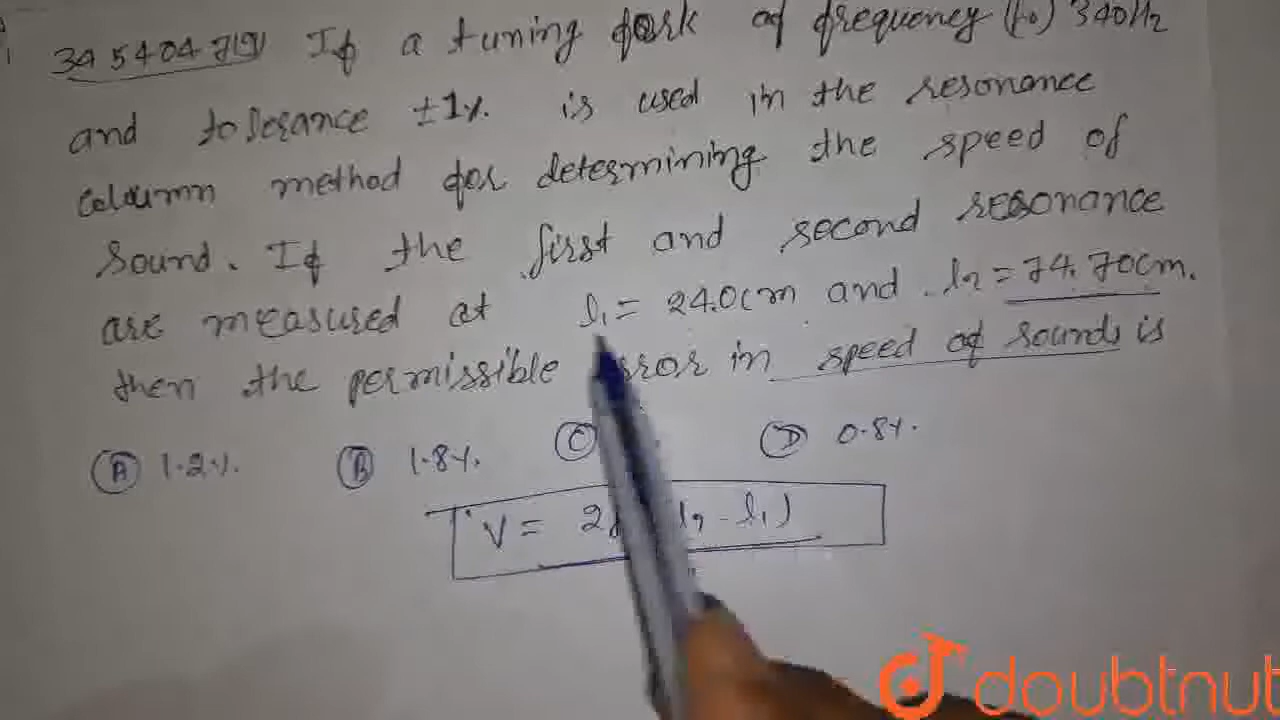 345404719 If a tuning fork of frequency (f0) 340Hz
and tolerance ±1% is used in the resonance
coloumn method for determining the speed of
sound. If the first and second resonance
are measured at l1 = 24.0cm and l2 = 74.70cm.
then the permissible error in speed of sound is
(A) 1.2% (B) 1.8% (C) (D) 0.8%.
V = 2 l2 - l1)
doubtnut